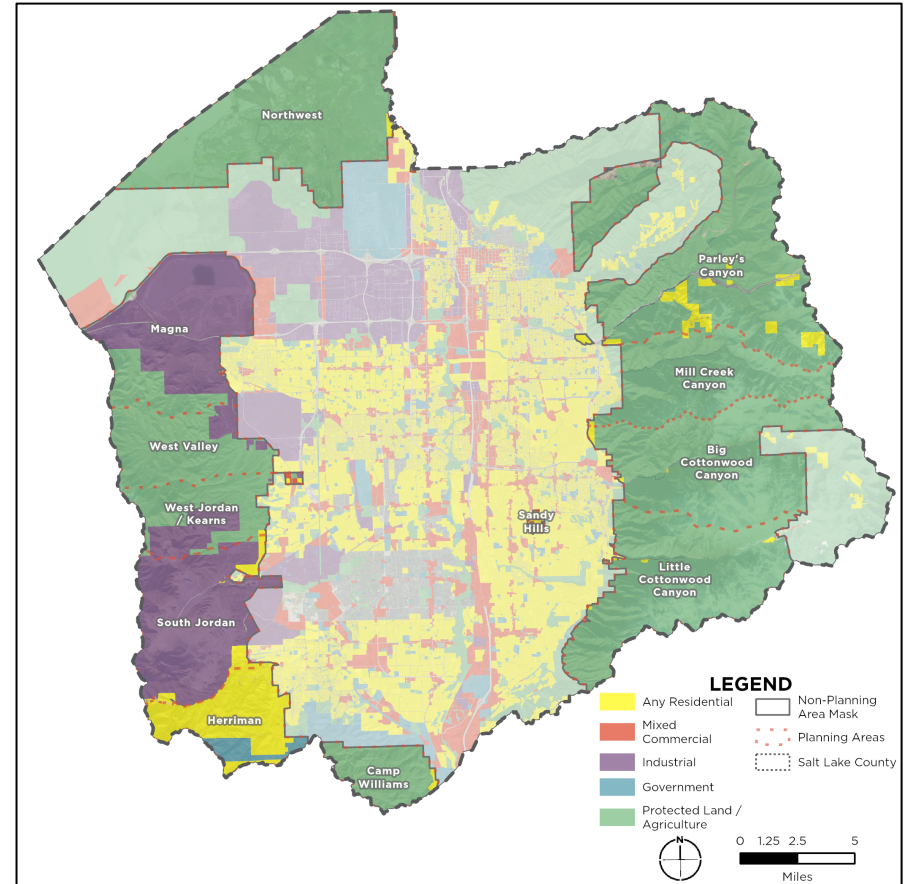 Northwest
Parley's
Canyon
Magna
Mill Creek
Canyon
West Valley
Big
Cottonwood
Canyon
West Jordan
/ Kearns
Sandy
Hills
Little
Cottonwood
Canyon
South Jordan
Herriman
Camp
Williams
LEGEND
Any Residential
Mixed
Commercial
Industrial
Government
Protected Land /
Agriculture
Non-Planning
Area Mask
Planning Areas
Salt Lake County
N
0 1.25 2.5 5
Miles